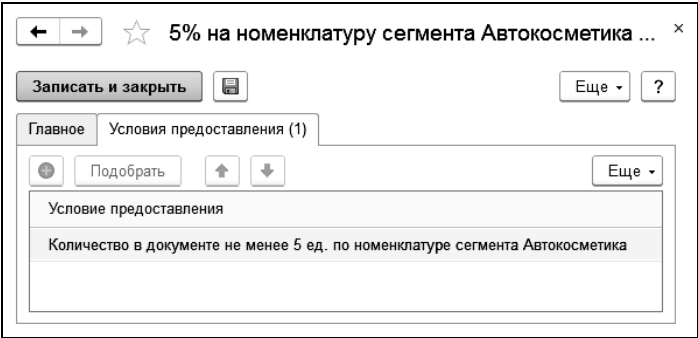 5% на номенклатуру сегмента Автокосметика ...
Записать и закрыть
Еще
?
Главное
Условия предоставления (1)
Подобрать
Еще
Условие предоставления
Количество в документе не менее 5 ед. по номенклатуре сегмента Автокосметика